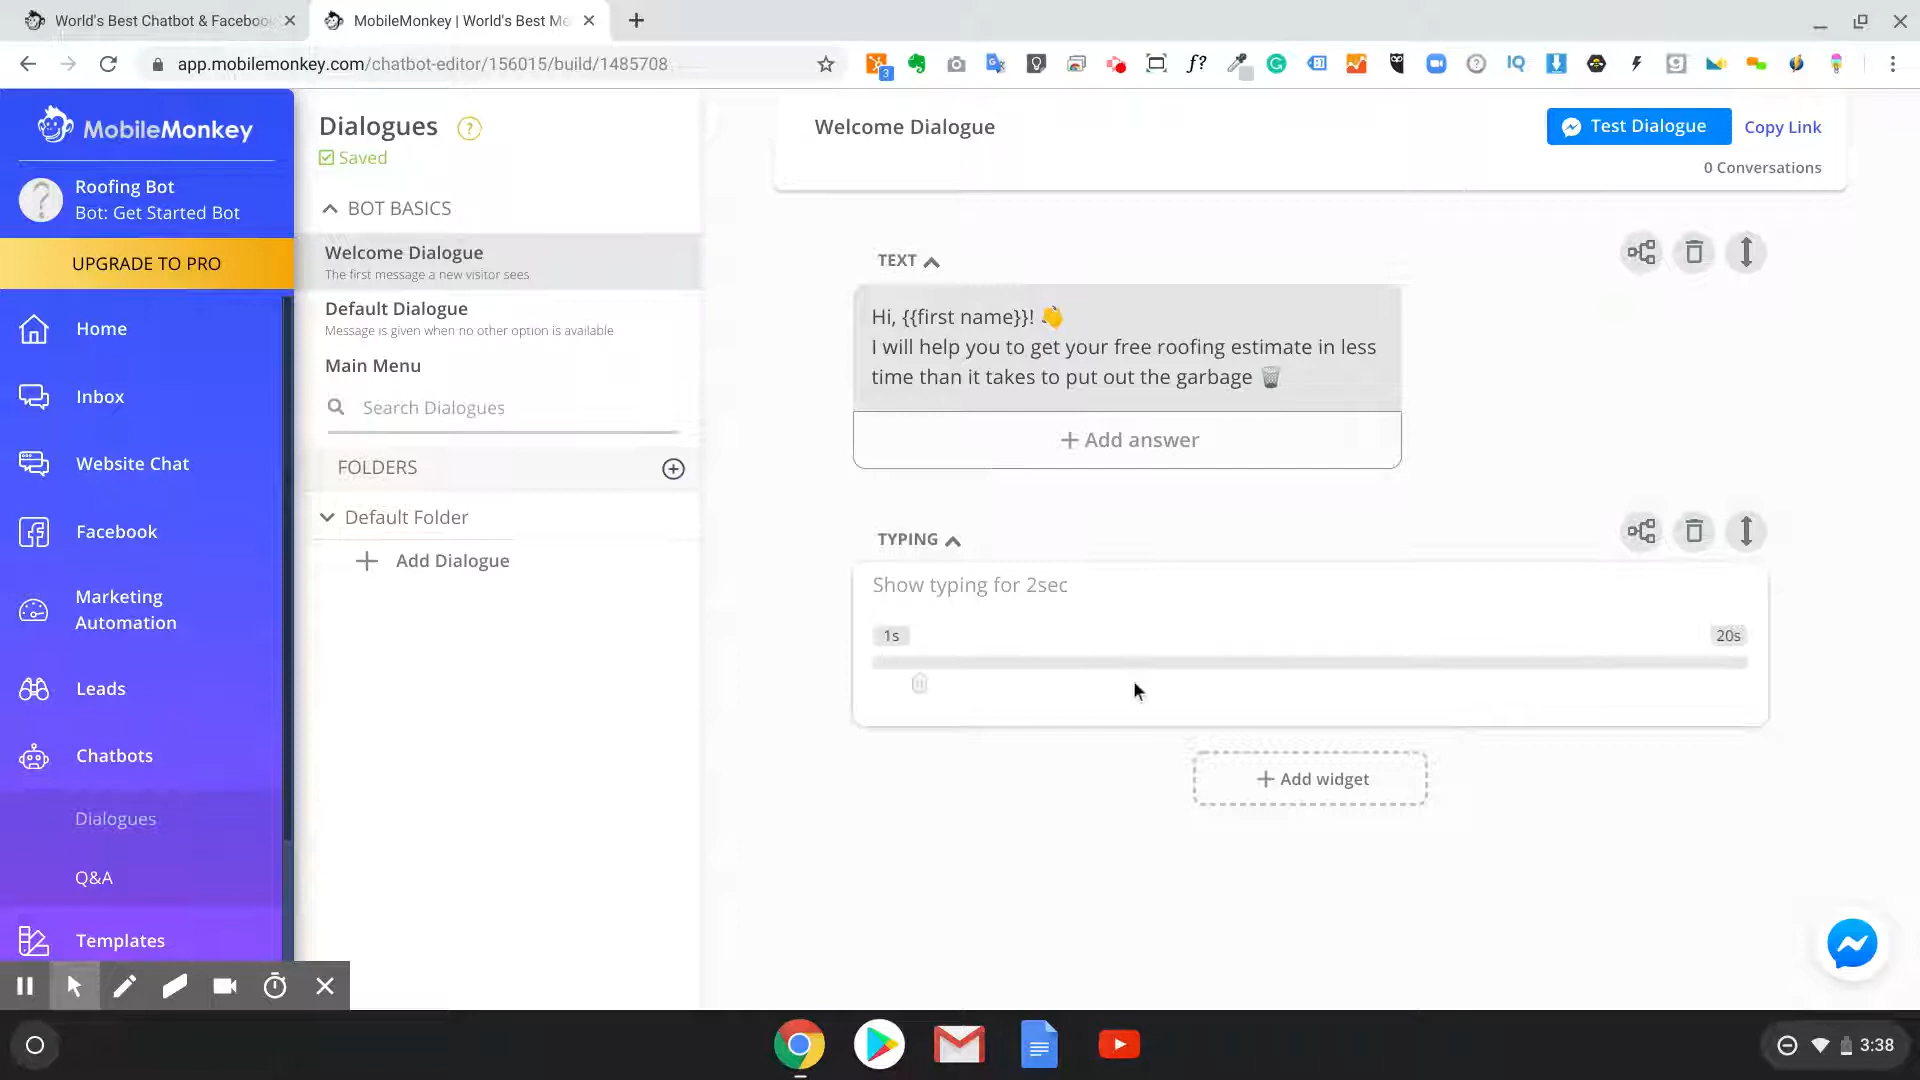 World's Best Chatbot & Faceboo
MobileMonkey | World's Best Me
app.mobilemonkey.com/chatbot-editor/156015/build/1485708
3
f?
IQ
g
MobileMonkey
Roofing Bot
Bot: Get Started Bot
UPGRADE TO PRO
Home
Inbox
Website Chat
Facebook
Marketing
Automation
Leads
Chatbots
Dialogues
Q&A
Templates
Dialogues ?
Saved
BOT BASICS
Welcome Dialogue
The first message a new visitor sees
Default Dialogue
Message is given when no other option is available
Main Menu
Search Dialogues
FOLDERS
Default Folder
Add Dialogue
Welcome Dialogue
Test Dialogue
Copy Link
0 Conversations
TEXT
Hi, {{first name}}! 👋
I will help you to get your free roofing estimate in less
time than it takes to put out the garbage 🗑️
+ Add answer
TYPING
Show typing for 2sec
1s
20s
+ Add widget
3:38